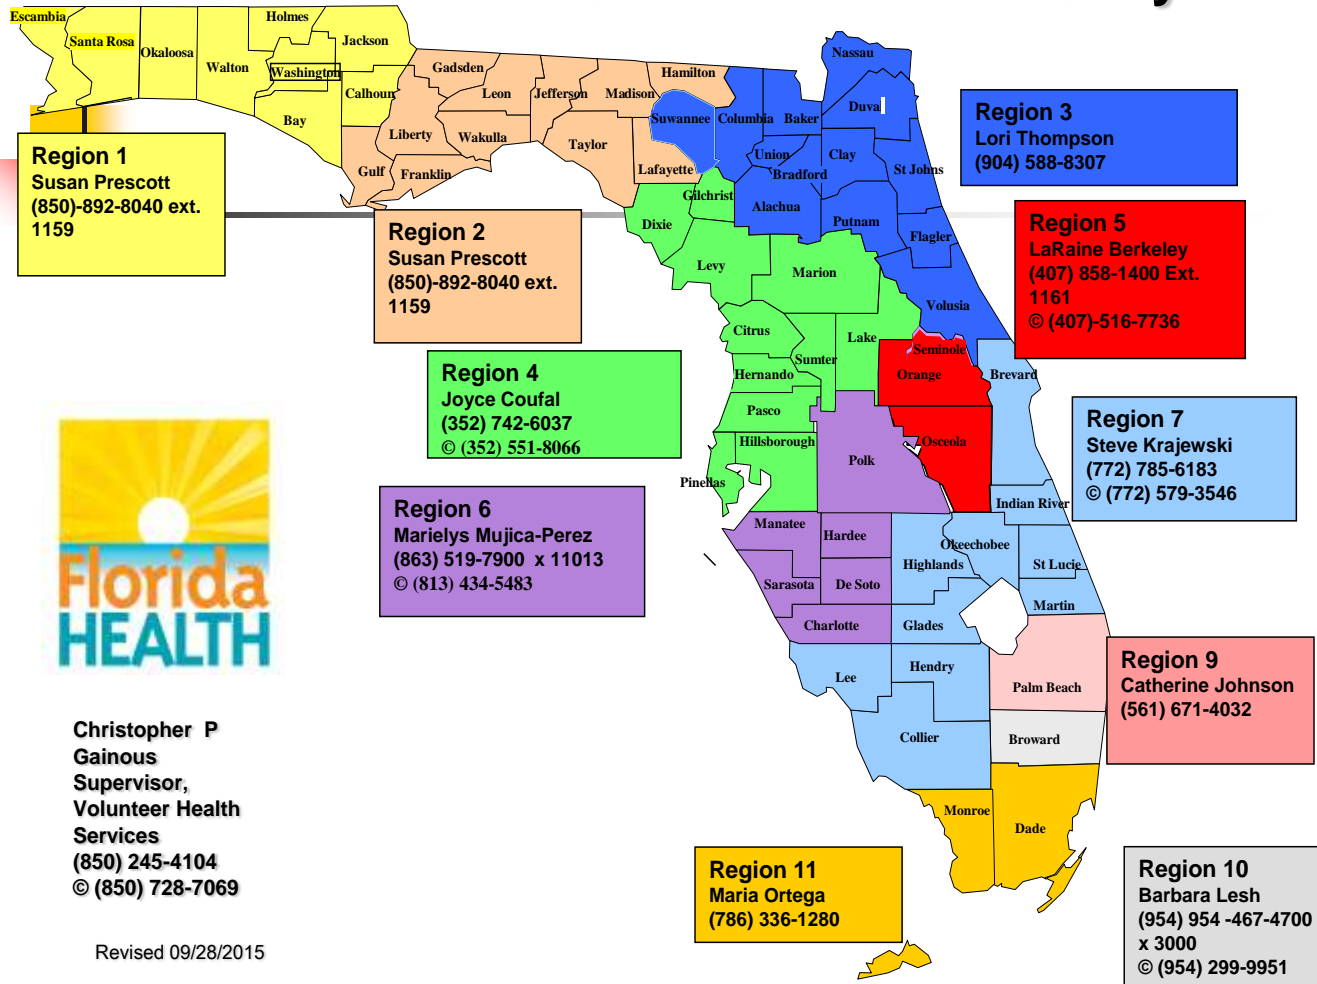 Escambia
Santa Rosa
Okaloosa
Walton
Holmes
Washington
Jackson
Calhoun
Bay
Gadsden
Leon
Jefferson
Madison
Hamilton
Liberty
Wakulla
Taylor
Lafayette
Gulf
Franklin
Suwannee
Columbia
Baker
Nassau
Duva
Union
Bradford
Clay
St Johns
Alachua
Putnam
Flagler
Volusia
Gilchrist
Dixie
Levy
Marion
Citrus
Sumter
Lake
Hernando
Pasco
Hillsborough
Pinellas
Seminole
Orange
Osceola
Brevard
Polk
Indian River
Manatee
Hardee
Okeechobee
Highlands
St Lucie
Sarasota
De Soto
Martin
Charlotte
Glades
Lee
Hendry
Palm Beach
Collier
Broward
Monroe
Dade
Region 1
Susan Prescott
(850)-892-8040 ext.
1159
Region 2
Susan Prescott
(850)-892-8040 ext.
1159
Region 3
Lori Thompson
(904) 588-8307
Region 5
LaRaine Berkeley
(407) 858-1400 Ext.
1161
© (407)-516-7736
Region 4
Joyce Coufal
(352) 742-6037
© (352) 551-8066
Region 7
Steve Krajewski
(772) 785-6183
© (772) 579-3546
Region 6
Marielys Mujica-Perez
(863) 519-7900 x 11013
© (813) 434-5483
Region 9
Catherine Johnson
(561) 671-4032
Region 11
Maria Ortega
(786) 336-1280
Region 10
Barbara Lesh
(954) 954 -467-4700
x 3000
© (954) 299-9951
Florida
HEALTH
Christopher P
Gainous
Supervisor,
Volunteer Health
Services
(850) 245-4104
© (850) 728-7069
Revised 09/28/2015